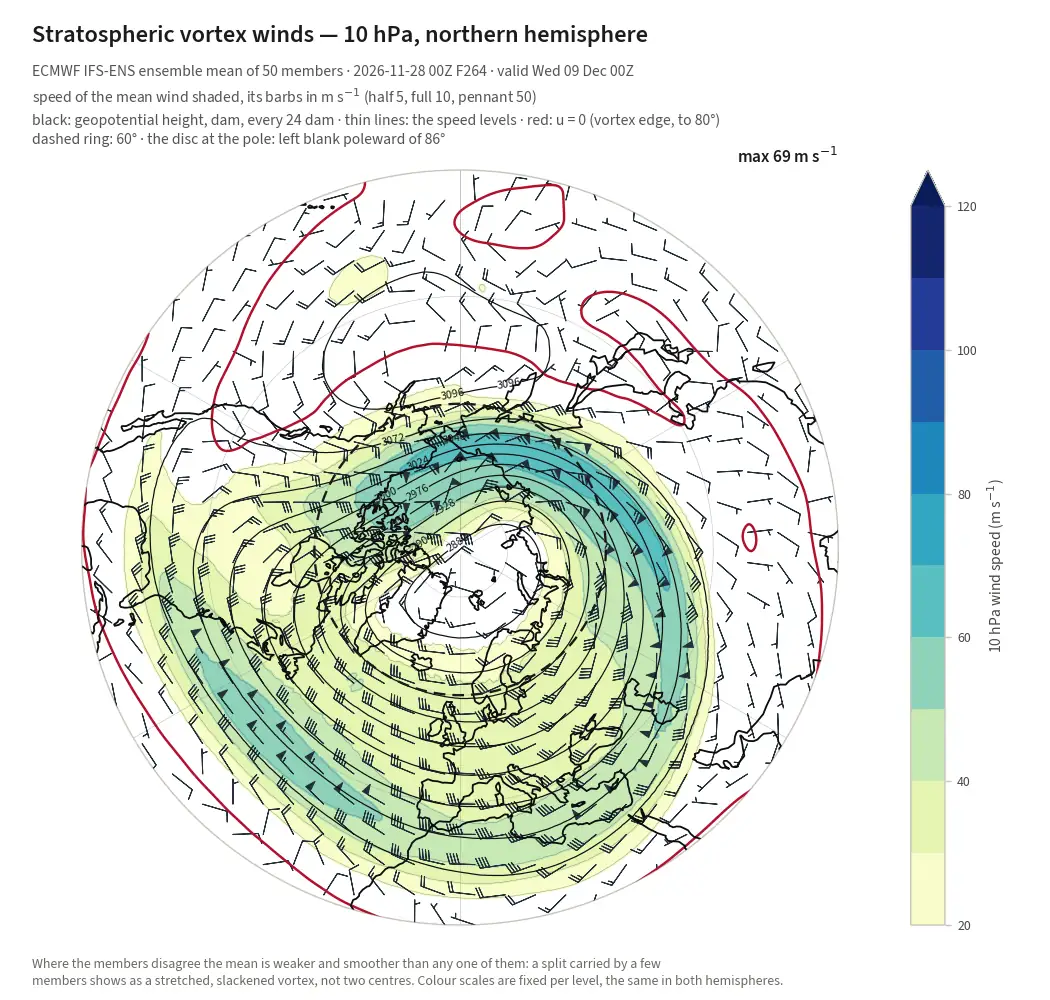 Stratospheric vortex winds — 10 hPa, northern hemisphere
ECMWF IFS-ENS ensemble mean of 50 members · 2026-11-28 00Z F264 · valid Wed 09 Dec 00Z
speed of the mean wind shaded, its barbs in m s⁻¹ (half 5, full 10, pennant 50)
black: geopotential height, dam, every 24 dam · thin lines: the speed levels · red: u = 0 (vortex edge, to 80°)
dashed ring: 60° · the disc at the pole: left blank poleward of 86°
max 69 m s⁻¹
120
100
80
60
40
20
10 hPa wind speed (m s⁻¹)
3096
3096
3072
3024
2976
Where the members disagree the mean is weaker and smoother than any one of them: a split carried by a few
members shows as a stretched, slackened vortex, not two centres. Colour scales are fixed per level, the same in both hemispheres.